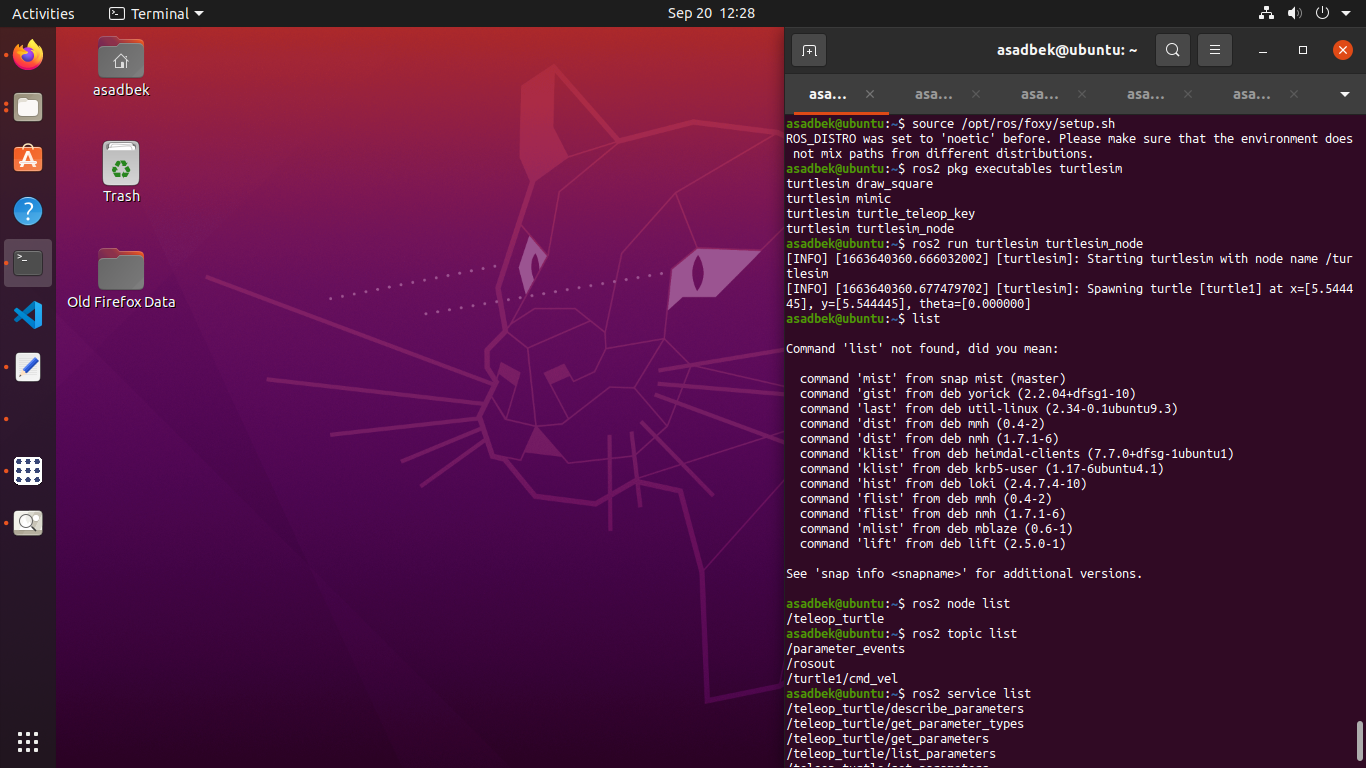 Activities
Terminal
Sep 20 12:28
asadbek
Trash
Old Firefox Data
asadbek@ubuntu: ~
asa...
asa...
asa...
asa...
asa...
asadbek@ubuntu:~$ source /opt/ros/foxy/setup.sh
ROS_DISTRO was set to 'noetic' before. Please make sure that the environment does
not mix paths from different distributions.
asadbek@ubuntu:~$ ros2 pkg executables turtlesim
turtlesim draw_square
turtlesim mimic
turtlesim turtle_teleop_key
turtlesim turtlesim_node
asadbek@ubuntu:~$ ros2 run turtlesim turtlesim_node
[INFO] [1663640360.666032002] [turtlesim]: Starting turtlesim with node name /tur
tlesim
[INFO] [1663640360.677479702] [turtlesim]: Spawning turtle [turtle1] at x=[5.5444
45], y=[5.544445], theta=[0.000000]
asadbek@ubuntu:~$ list
Command 'list' not found, did you mean:
command 'mist' from snap mist (master)
command 'gist' from deb yorick (2.2.04+dfsg1-10)
command 'last' from deb util-linux (2.34-0.1ubuntu9.3)
command 'dist' from deb mmh (0.4-2)
command 'dist' from deb nmh (1.7.1-6)
command 'klist' from deb heimdal-clients (7.7.0+dfsg-1ubuntu1)
command 'klist' from deb krb5-user (1.17-6ubuntu4.1)
command 'hist' from deb loki (2.4.7.4-10)
command 'flist' from deb mmh (0.4-2)
command 'flist' from deb nmh (1.7.1-6)
command 'mlist' from deb mblaze (0.6-1)
command 'lift' from deb lift (2.5.0-1)
See 'snap info <snapname>' for additional versions.
asadbek@ubuntu:~$ ros2 node list
/teleop_turtle
asadbek@ubuntu:~$ ros2 topic list
/parameter_events
/rosout
/turtle1/cmd_vel
asadbek@ubuntu:~$ ros2 service list
/teleop_turtle/describe_parameters
/teleop_turtle/get_parameter_types
/teleop_turtle/get_parameters
/teleop_turtle/list_parameters